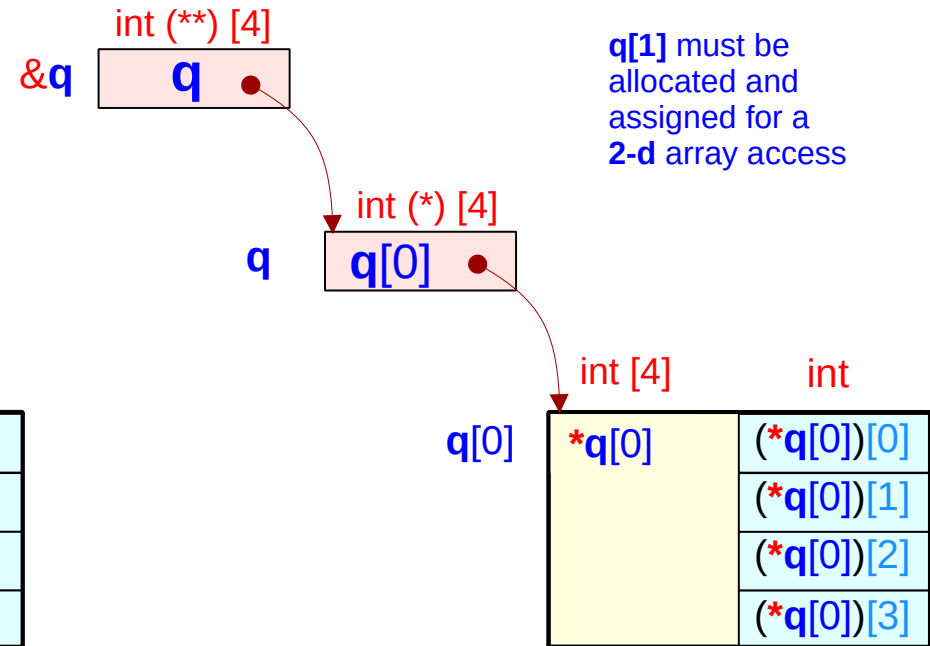 int (**) [4]
&q
q
q[1] must be
allocated and
assigned for a
2-d array access
int (*) [4]
q
q[0]
int [4]
int
q[0]
*q[0]
(*q[0])[0]
(*q[0])[1]
(*q[0])[2]
(*q[0])[3]